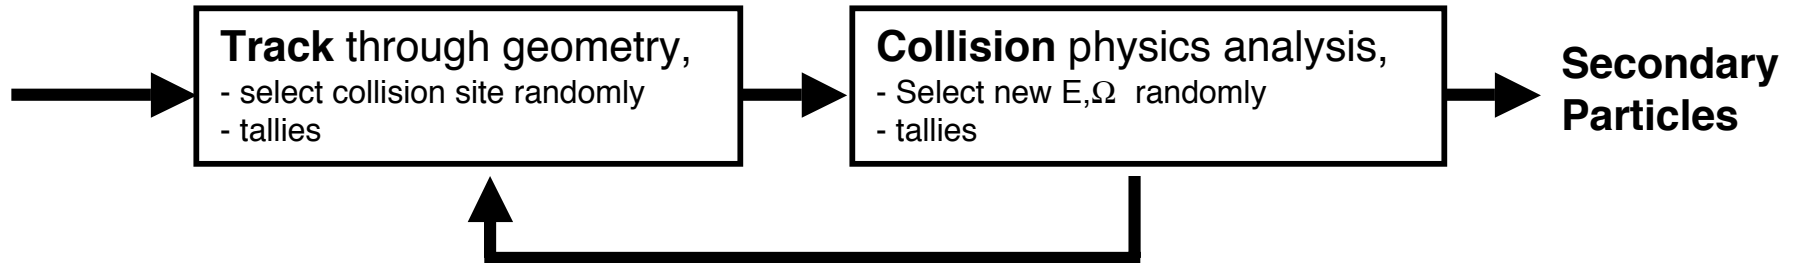 Track through geometry,
- select collision site randomly
- tallies
Collision physics analysis,
- Select new E,Ω randomly
- tallies
Secondary
Particles